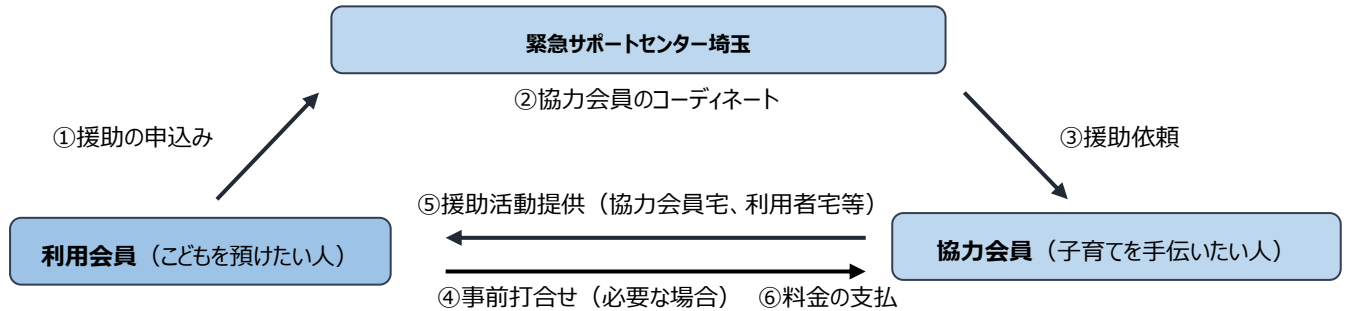 緊急サポートセンター埼玉
②協力会員のコーディネート
①援助の申込み
③援助依頼
⑤援助活動提供（協力会員宅、利用者宅等）
利用会員（こどもを預けたい人）
協力会員（子育てを手伝いたい人）
④事前打合せ（必要な場合）
⑥料金の支払